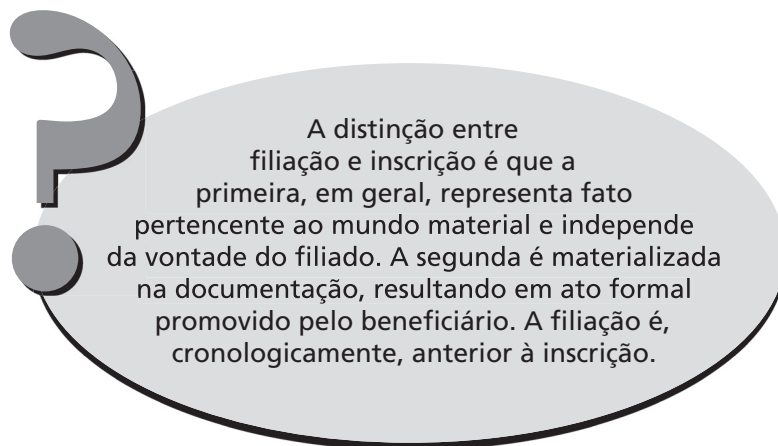 A distinção entre
filiação e inscrição é que a
primeira, em geral, representa fato
pertencente ao mundo material e independe
da vontade do filiado. A segunda é materializada
na documentação, resultando em ato formal
promovido pelo beneficiário. A filiação é,
cronologicamente, anterior à inscrição.